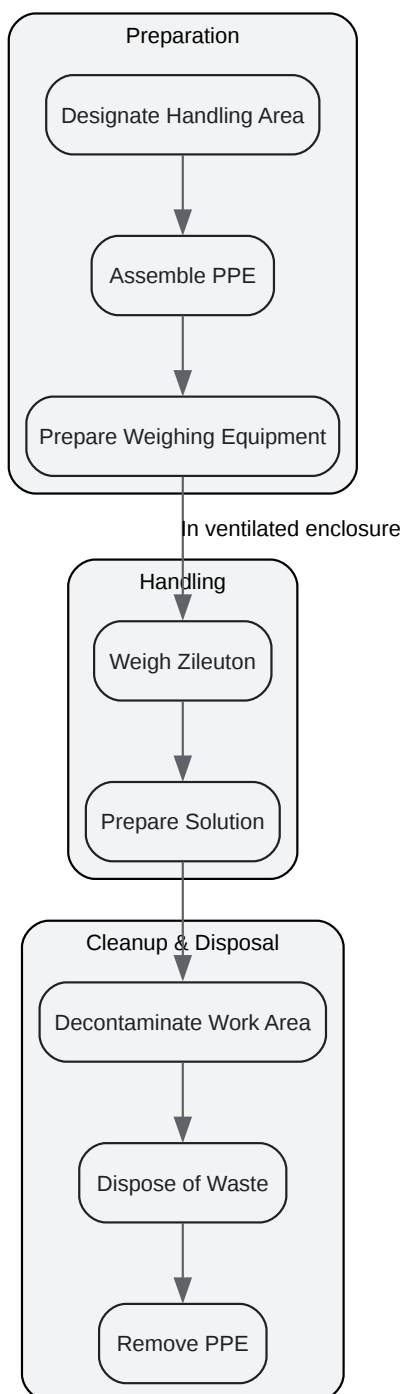 Preparation
Designate Handling Area
Assemble PPE
Prepare Weighing Equipment
In ventilated enclosure
Handling
Weigh Zileuton
Prepare Solution
Cleanup & Disposal
Decontaminate Work Area
Dispose of Waste
Remove PPE